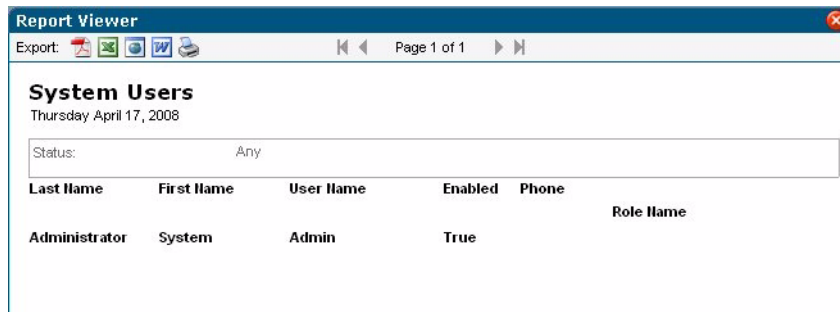 Report Viewer
Export: Page 1 of 1
System Users
Thursday April 17, 2008
Status: Any
Last Name First Name User Name Enabled Phone
Role Name
Administrator System Admin True